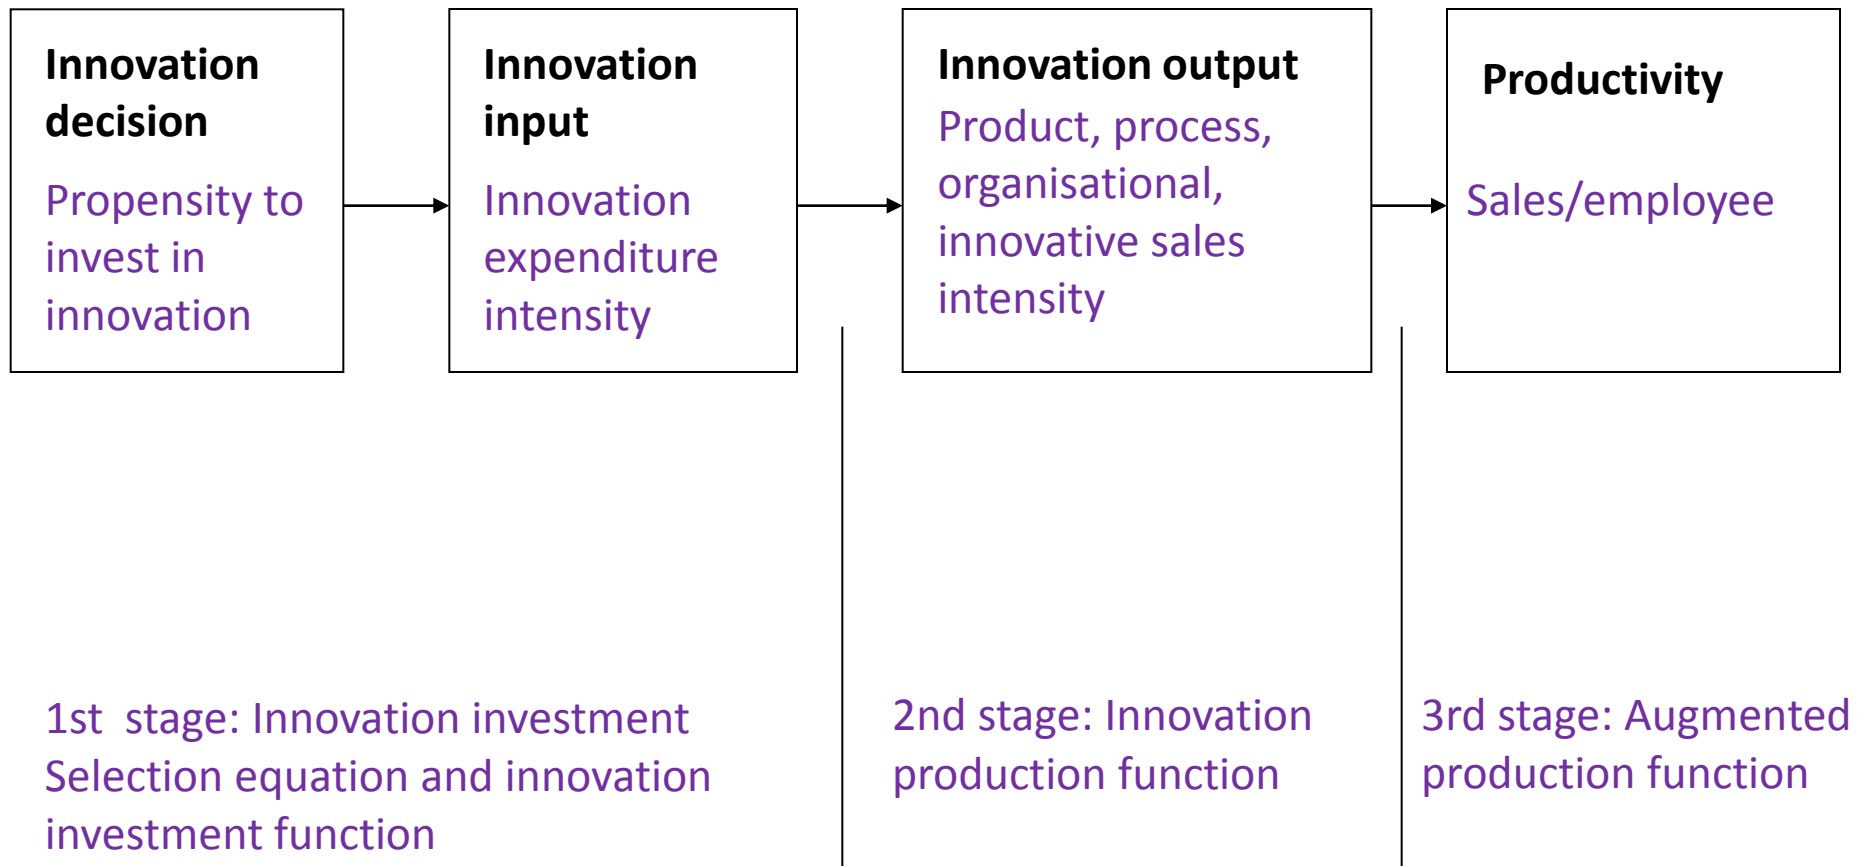 Innovation
decision
Propensity to
invest in
innovation
Innovation
input
Innovation
expenditure
intensity
Innovation output
Product, process,
organisational,
innovative sales
intensity
Productivity
Sales/employee
1st  stage: Innovation investment
Selection equation and innovation
investment function
2nd stage: Innovation
production function
3rd stage: Augmented
production function